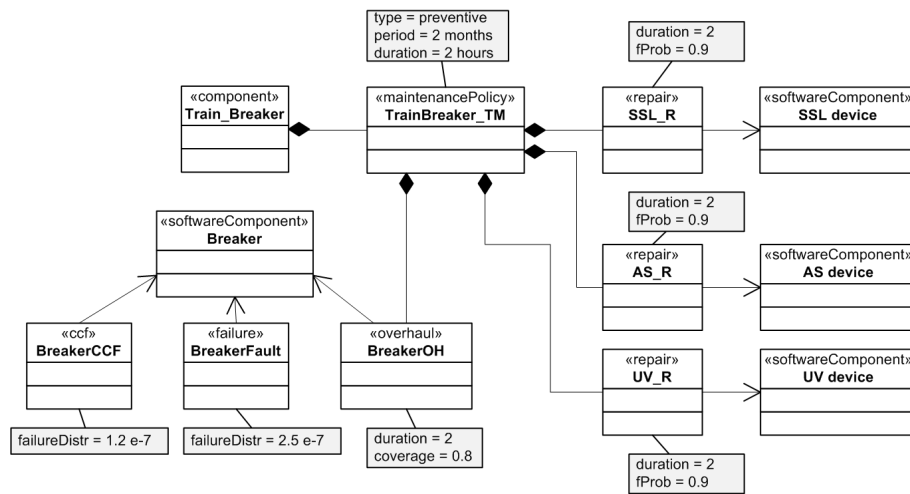 type = preventive
period = 2 months
duration = 2 hours
duration = 2
fProb = 0.9
«component»
Train_Breaker
«maintenancePolicy»
TrainBreaker_TM
«repair»
SSL_R
«softwareComponent»
SSL device
duration = 2
fProb = 0.9
«softwareComponent»
Breaker
«repair»
AS_R
«softwareComponent»
AS device
«ccf»
BreakerCCF
«failure»
BreakerFault
«overhaul»
BreakerOH
«repair»
UV_R
«softwareComponent»
UV device
failureDistr = 1.2 e-7
failureDistr = 2.5 e-7
duration = 2
coverage = 0.8
duration = 2
fProb = 0.9